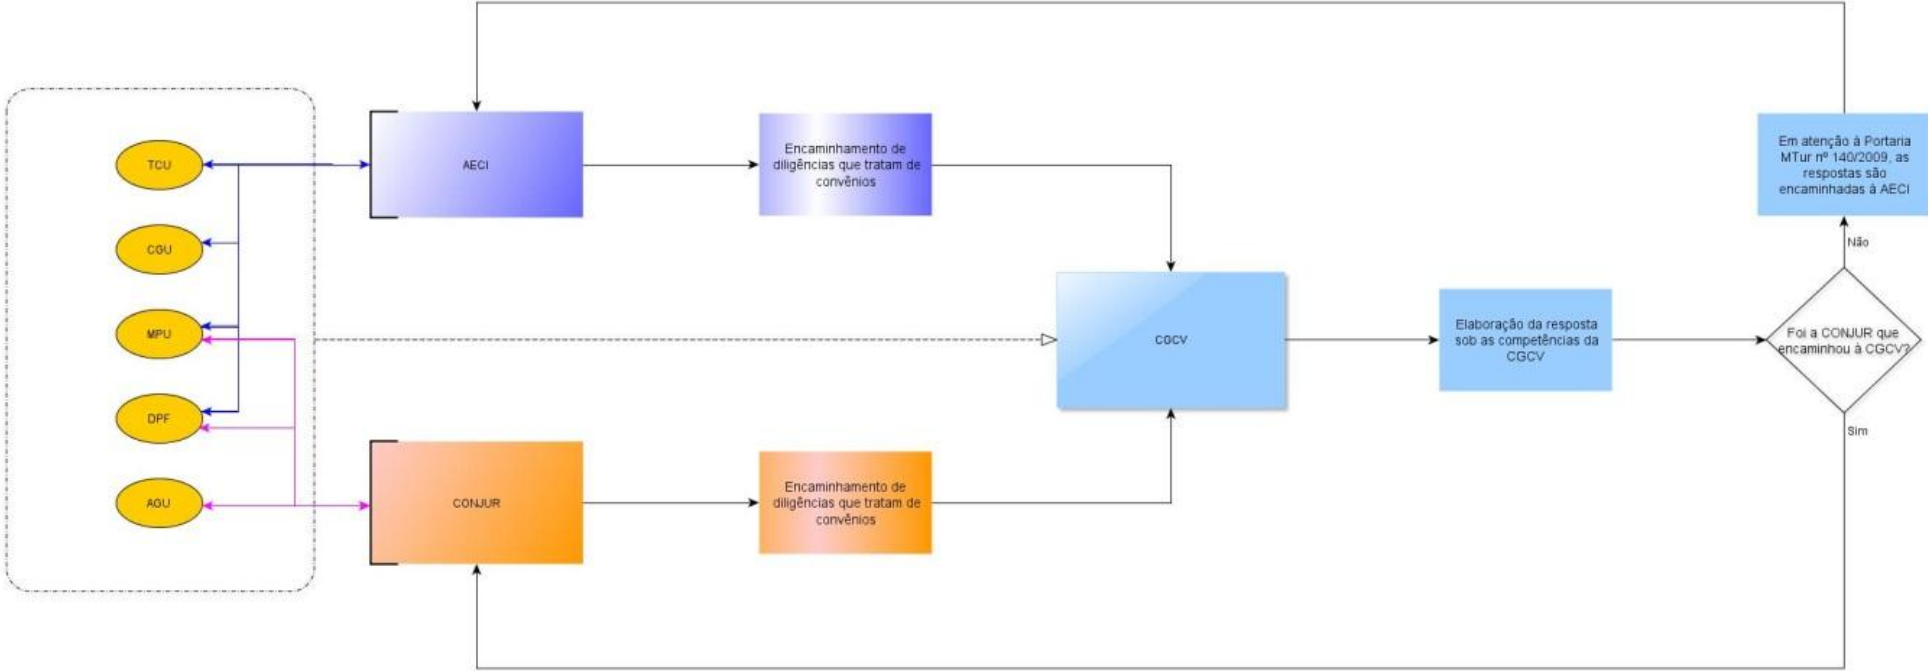 TCU
CGU
MPU
DPF
AGU
AECI
Encaminhamento de
diligências que tratam de
convênios
CONJUR
Encaminhamento de
diligências que tratam de
convênios
CGCV
Elaboração da resposta
sob as competências da
CGCV
Em atenção à Portaria
MTur nº 140/2009, as
respostas são
encaminhadas à AECI
Não
Foi a CONJUR que
encaminhou à CGCV?
Sim